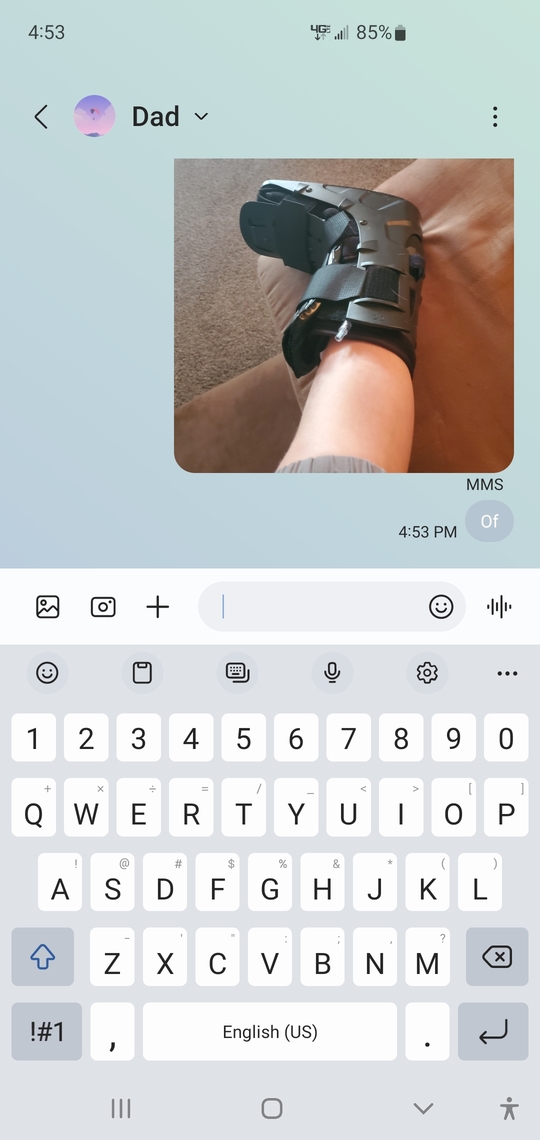 4:53
4GE 85%
Dad
MMS
Of
4:53 PM
1 2 3 4 5 6 7 8 9 0
+ × ÷ = / _ < > [ ]
Q W E R T Y U I O P
! @ # $ % & * ( )
A S D F G H J K L
- ' " : ; , ?
Z X C V B N M
!#1 , English (US) .